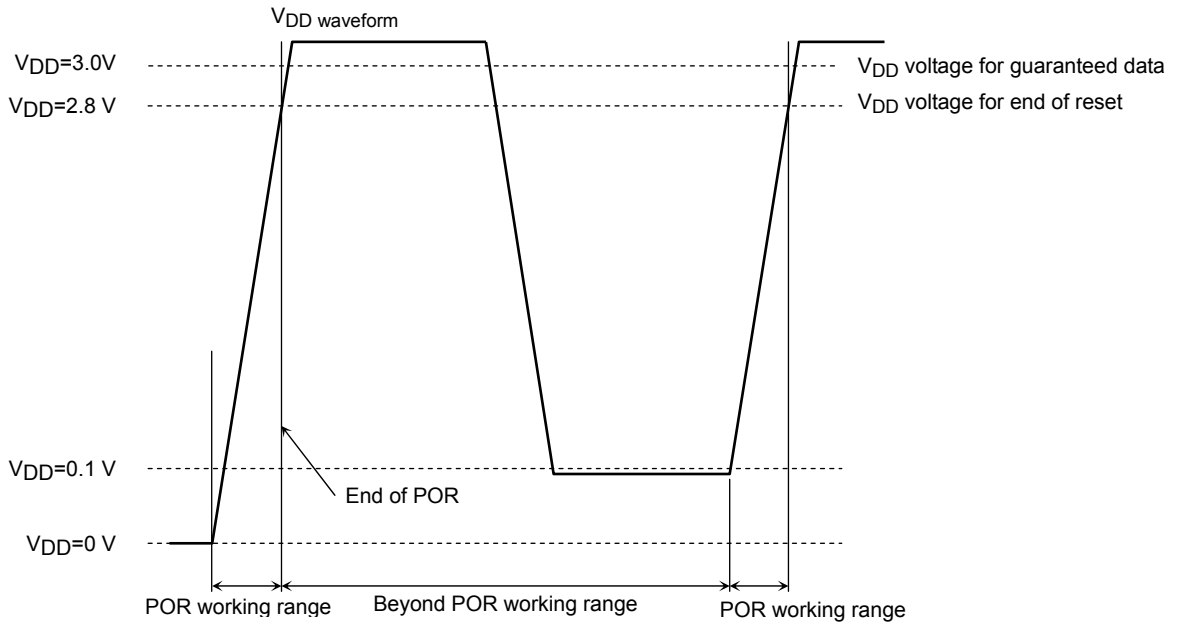 VDD waveform
VDD=3.0V
VDD voltage for guaranteed data
VDD=2.8 V
VDD voltage for end of reset
VDD=0.1 V
End of POR
VDD=0 V
POR working range
Beyond POR working range
POR working range